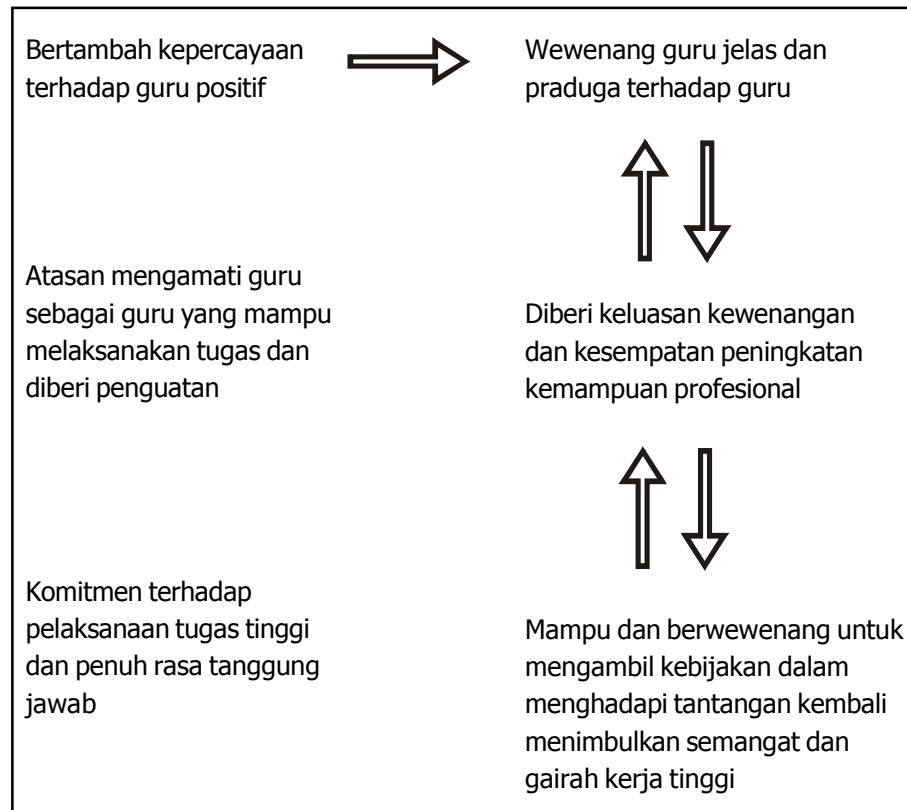 Bertambah kepercayaan
terhadap guru positif
Wewenang guru jelas dan
praduga terhadap guru
Atasan mengamati guru
sebagai guru yang mampu
melaksanakan tugas dan
diberi penguatan
Diberi keluasan kewenangan
dan kesempatan peningkatan
kemampuan profesional
Komitmen terhadap
pelaksanaan tugas tinggi
dan penuh rasa tanggung
jawab
Mampu dan berwewenang untuk
mengambil kebijakan dalam
menghadapi tantangan kembali
menimbulkan semangat dan
gairah kerja tinggi